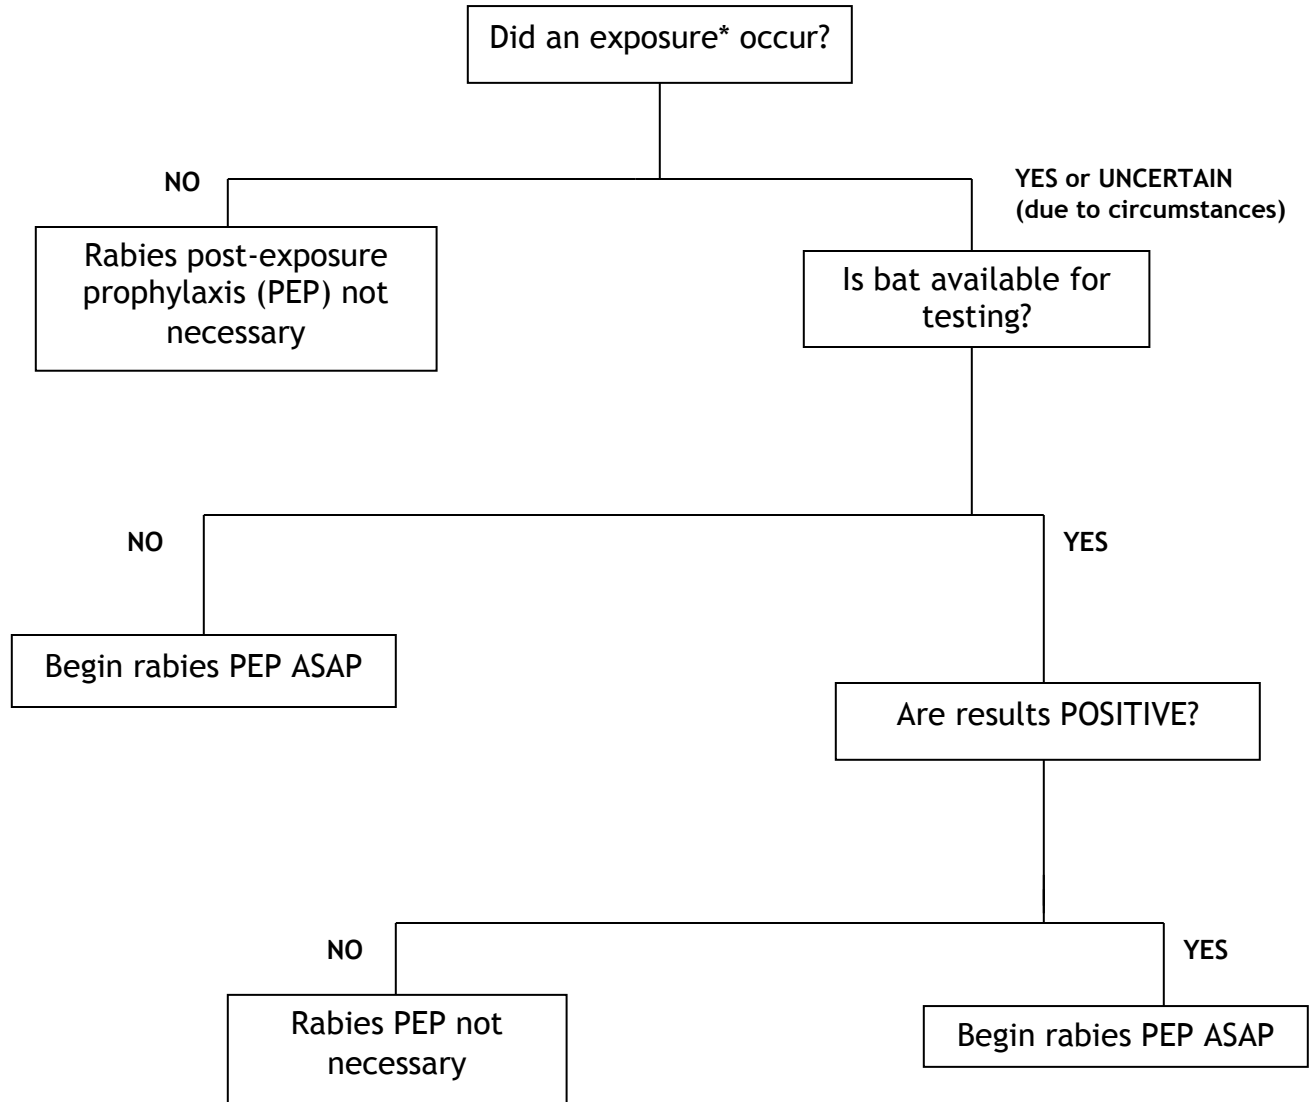 Did an exposure* occur?
NO
YES or UNCERTAIN
(due to circumstances)
Rabies post-exposure
prophylaxis (PEP) not
necessary
Is bat available for
testing?
NO
YES
Begin rabies PEP ASAP
Are results POSITIVE?
NO
YES
Rabies PEP not
necessary
Begin rabies PEP ASAP